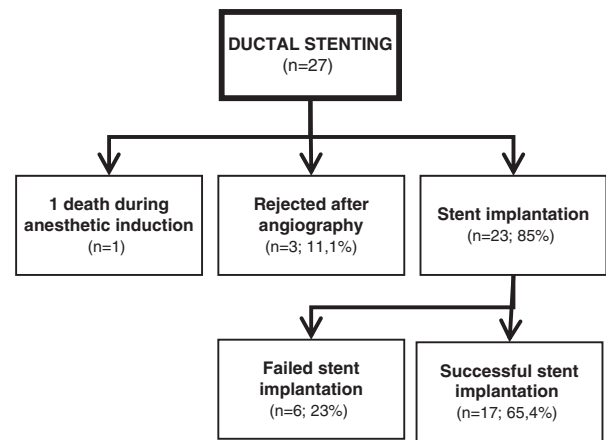 DUCTAL STENTING
(n=27)
1 death during
anesthetic induction
(n=1)
Rejected after
angiography
(n=3; 11,1%)
Stent implantation
(n=23; 85%)
Failed stent
implantation
(n=6; 23%)
Successful stent
implantation
(n=17; 65,4%)